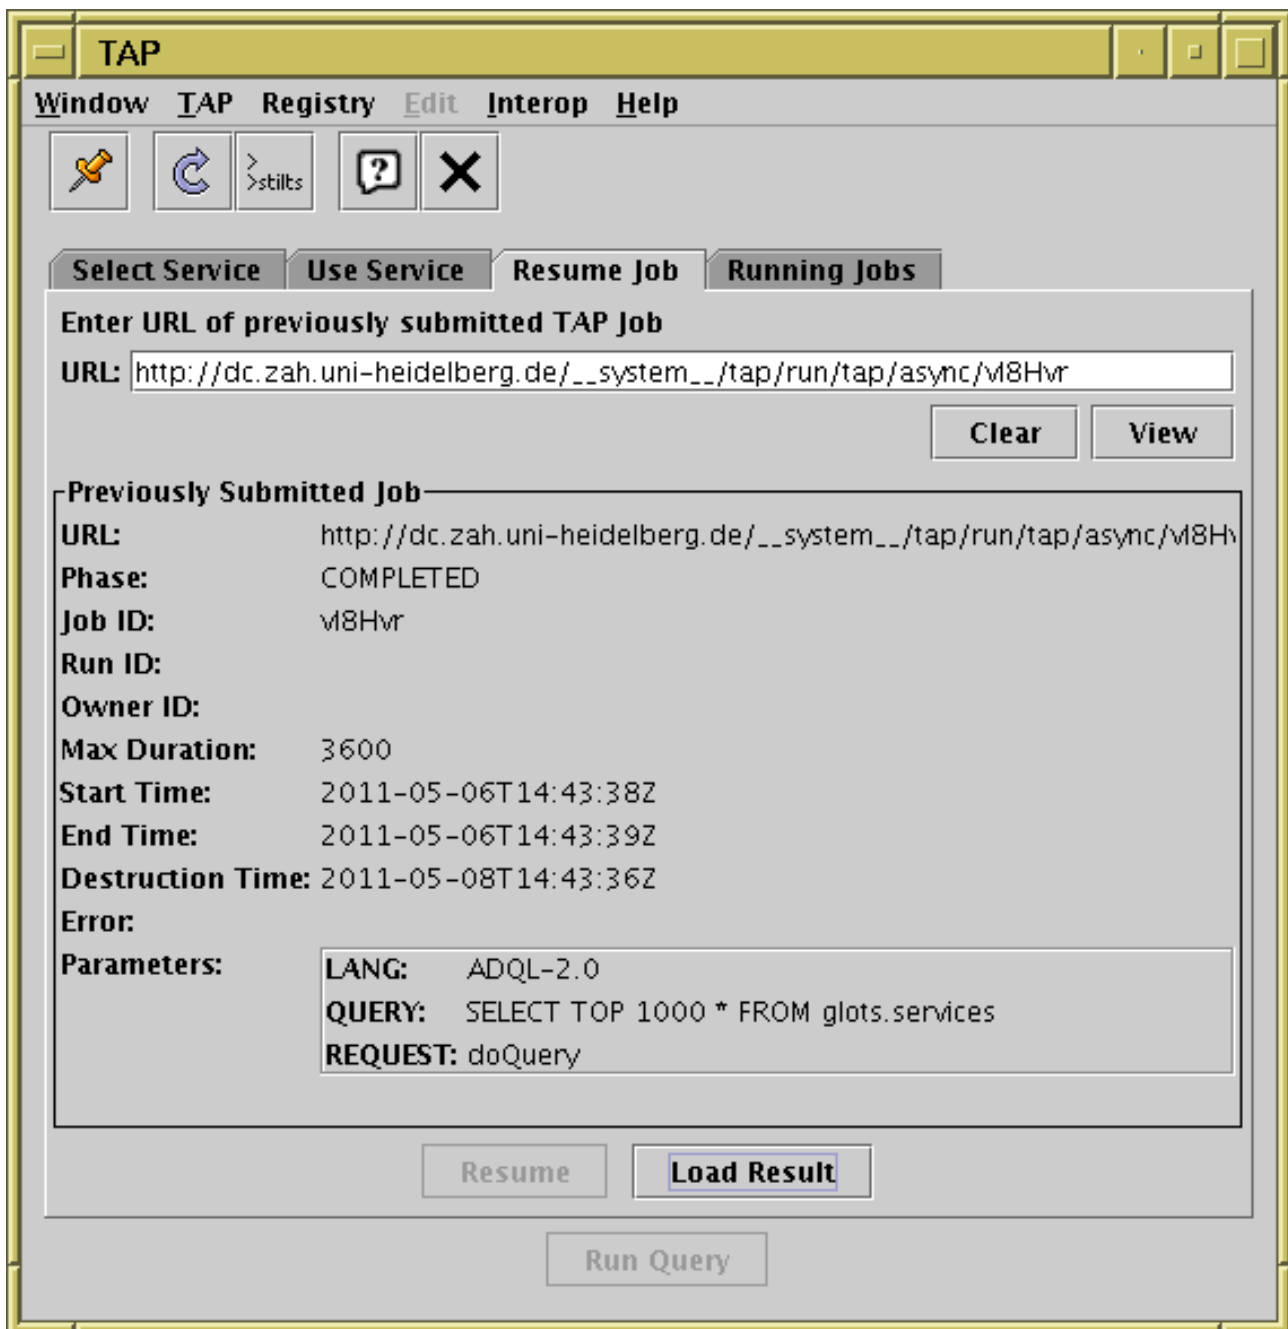 TAP
Window TAP Registry Edit Interop Help
>
>stilts
?
Select Service Use Service Resume Job Running Jobs
Enter URL of previously submitted TAP Job
URL: http://dc.zah.uni-heidelberg.de/__system__/tap/run/tap/async/vl8Hvr
Clear View
Previously Submitted Job
URL: http://dc.zah.uni-heidelberg.de/__system__/tap/run/tap/async/vl8Hv
Phase: COMPLETED
Job ID: vl8Hvr
Run ID:
Owner ID:
Max Duration: 3600
Start Time: 2011-05-06T14:43:38Z
End Time: 2011-05-06T14:43:39Z
Destruction Time: 2011-05-08T14:43:36Z
Error:
Parameters: LANG: ADQL-2.0
QUERY: SELECT TOP 1000 * FROM glots.services
REQUEST: doQuery
Resume Load Result
Run Query